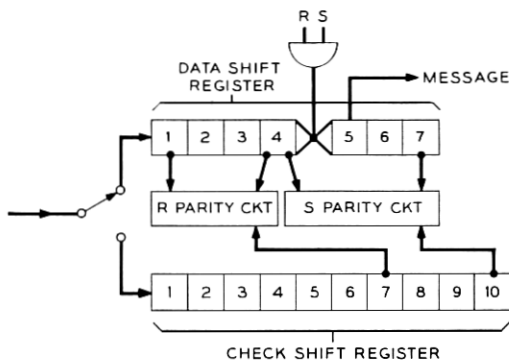 R S
DATA SHIFT
REGISTER
MESSAGE
1 2 3 4 5 6 7
R PARITY CKT S PARITY CKT
1 2 3 4 5 6 7 8 9 10
CHECK SHIFT REGISTER